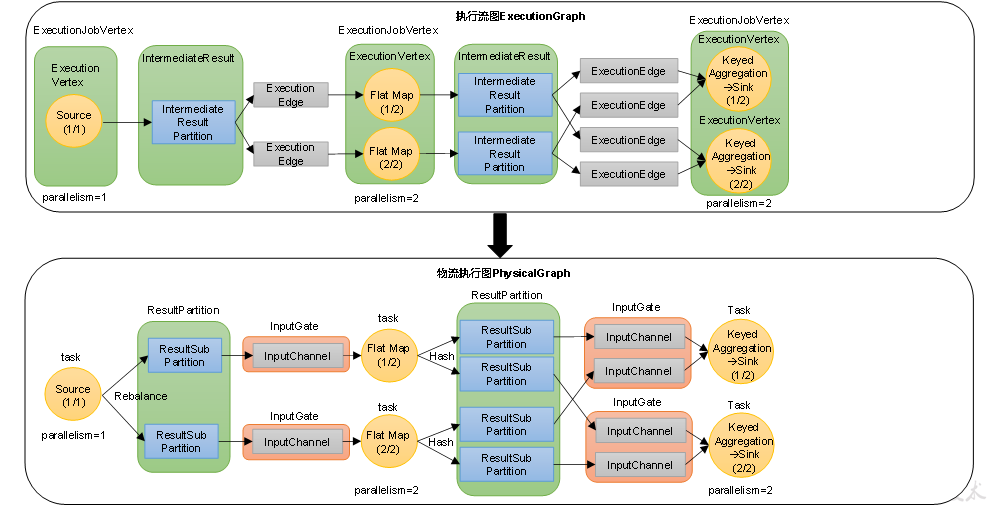 执行流图ExecutionGraph
ExecutionJobVertex
ExecutionJobVertex
ExecutionJobVertex
Execution
Vertex
Source
(1/1)
parallelism=1
IntermediateResult
Intermediate
Result
Partition
Execution
Edge
Execution
Edge
ExecutionVertex
Flat Map
(1/2)
Flat Map
(2/2)
parallelism=2
IntermediateResult
Intermediate
Result
Partition
Intermediate
Result
Partition
ExecutionEdge
ExecutionEdge
ExecutionEdge
ExecutionEdge
ExecutionVertex
Keyed
Aggregation
→Sink
(1/2)
ExecutionVertex
Keyed
Aggregation
→Sink
(2/2)
parallelism=2
物流执行图PhysicalGraph
task
Source
(1/1)
parallelism=1
Rebalance
ResultPartition
ResultSub
Partition
ResultSub
Partition
InputGate
InputChannel
InputGate
InputChannel
task
Flat Map
(1/2)
Hash
task
Flat Map
(2/2)
Hash
parallelism=2
ResultPartition
ResultSub
Partition
ResultSub
Partition
ResultSub
Partition
ResultSub
Partition
InputGate
InputChannel
InputChannel
InputGate
InputChannel
InputChannel
Task
Keyed
Aggregation
→Sink
(1/2)
Task
Keyed
Aggregation
→Sink
(2/2)
parallelism=2